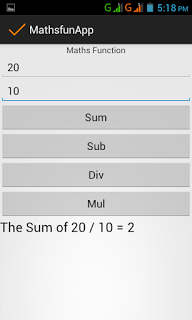 G G 5:18 PM
MathsfunApp
Maths Function
20
10
Sum
Sub
Div
Mul
The Sum of 20 / 10 = 2